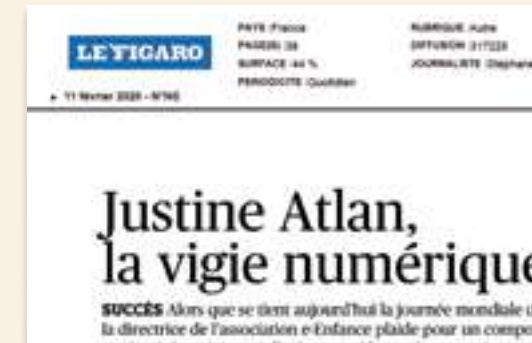 LE FIGARO
PAYS :France
PAGE(S) :38
SURFACE :44 %
PERIODICITE :Quotidien
RUBRIQUE :Autre
DIFFUSION :317225
JOURNALISTE :Stéphane
11 février 2020 -
Justine Atlan,
la vigie numérique
SUCCÈS Alors que se tient aujourd'hui la journée mondiale
la directrice de l'association e-Enfance plaide pour un